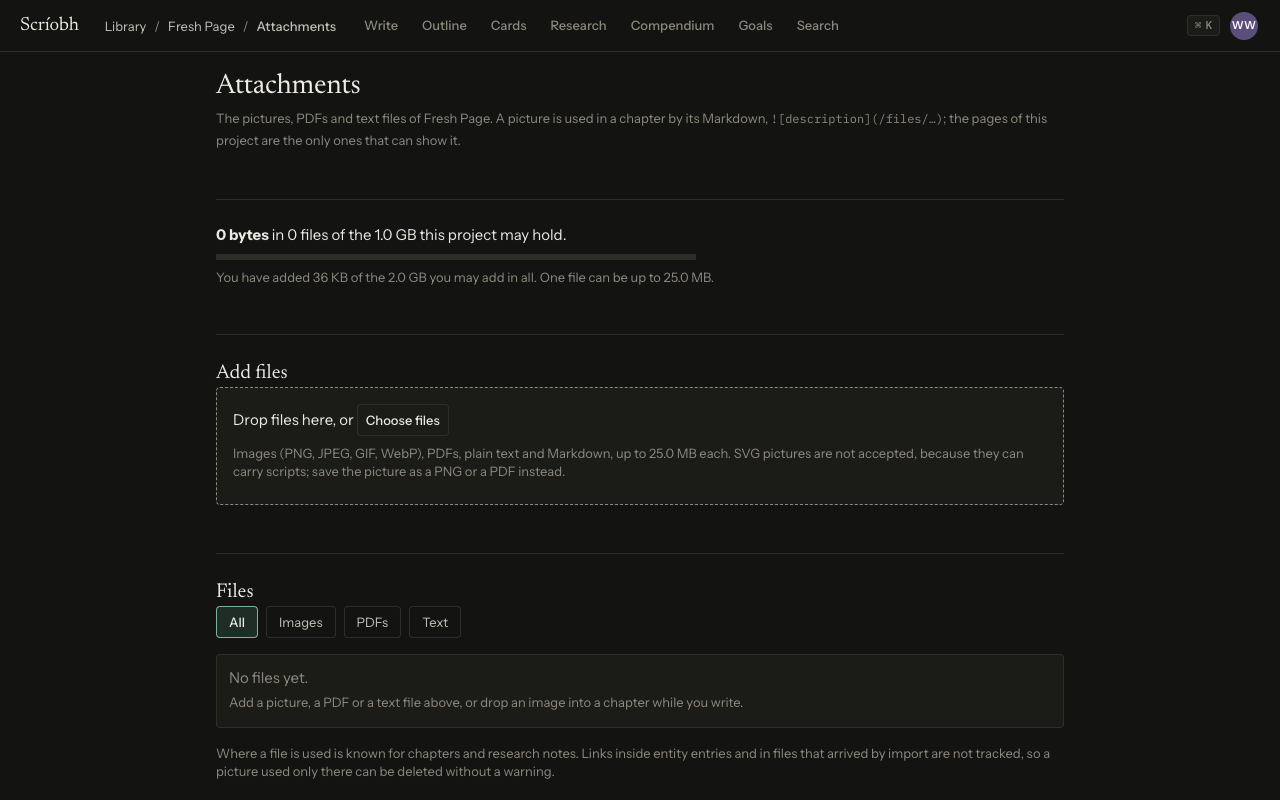 Scríobh Library / Fresh Page / Attachments Write Outline Cards Research Compendium Goals Search ⌘ K WW
Attachments
The pictures, PDFs and text files of Fresh Page. A picture is used in a chapter by its Markdown, ![description](/files/…); the pages of this
project are the only ones that can show it.
0 bytes in 0 files of the 1.0 GB this project may hold.
You have added 36 KB of the 2.0 GB you may add in all. One file can be up to 25.0 MB.
Add files
Drop files here, or Choose files
Images (PNG, JPEG, GIF, WebP), PDFs, plain text and Markdown, up to 25.0 MB each. SVG pictures are not accepted, because they can
carry scripts; save the picture as a PNG or a PDF instead.
Files
All Images PDFs Text
No files yet.
Add a picture, a PDF or a text file above, or drop an image into a chapter while you write.
Where a file is used is known for chapters and research notes. Links inside entity entries and in files that arrived by import are not tracked, so a
picture used only there can be deleted without a warning.